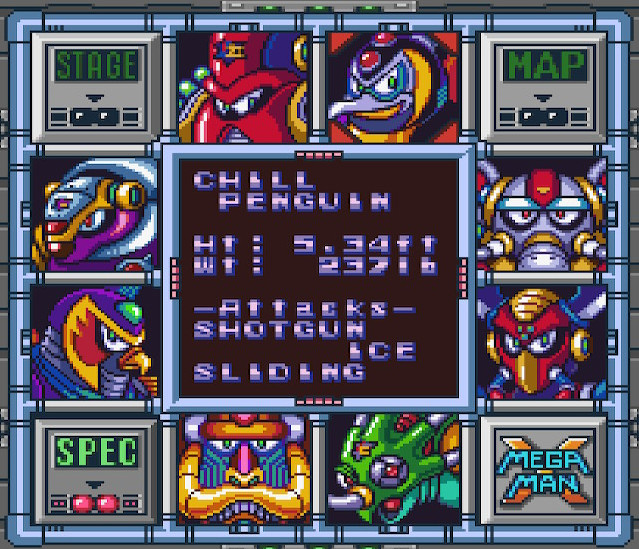 STAGE
MAP
CHILL
PENGUIN
Ht: 5.34ft
Wt: 237lb
-Attacks-
SHOTGUN
ICE
SLIDING
SPEC
MEGA
MAN X